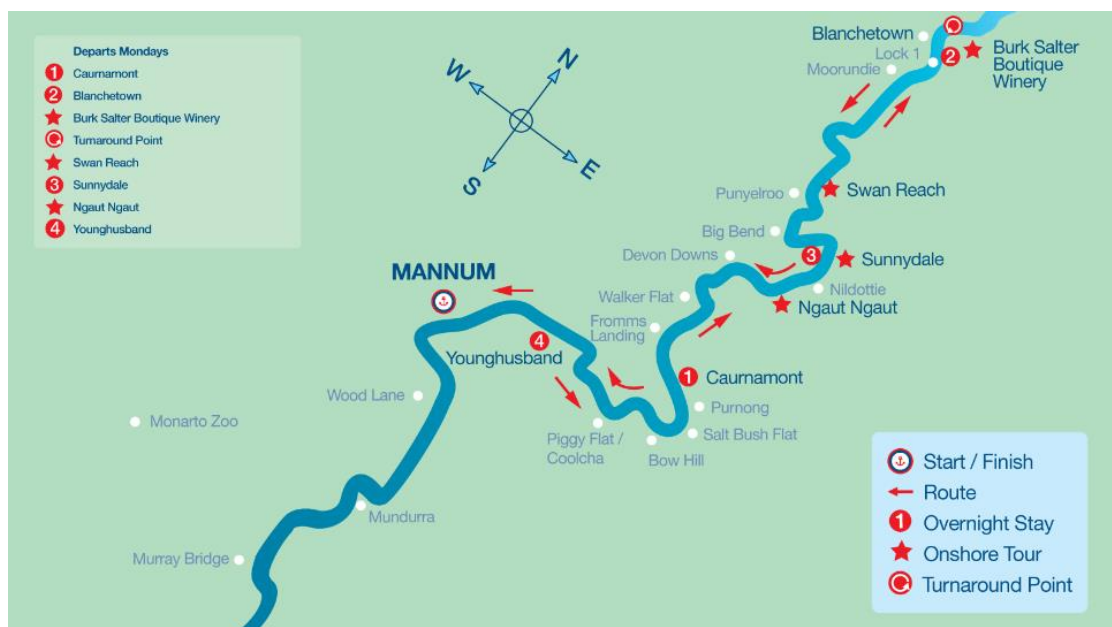 Departs Mondays
1 Caurnamont
2 Blanchetown
Burk Salter Boutique Winery
Turnaround Point
Swan Reach
3 Sunnydale
Ngaut Ngaut
4 Younghusband
W
N
S
E
Blanchetown
Lock 1
2
Burk Salter
Boutique
Winery
Moorundie
Punyelroo
Swan Reach
Big Bend
Devon Downs
3
Sunnydale
Nildottie
Ngaut Ngaut
MANNUM
Walker Flat
Fromms
Landing
4
Younghusband
1
Caurnamont
Wood Lane
Purnong
Monarto Zoo
Piggy Flat /
Coolcha
Salt Bush Flat
Bow Hill
Mundurra
Murray Bridge
Start / Finish
Route
1 Overnight Stay
Onshore Tour
Turnaround Point